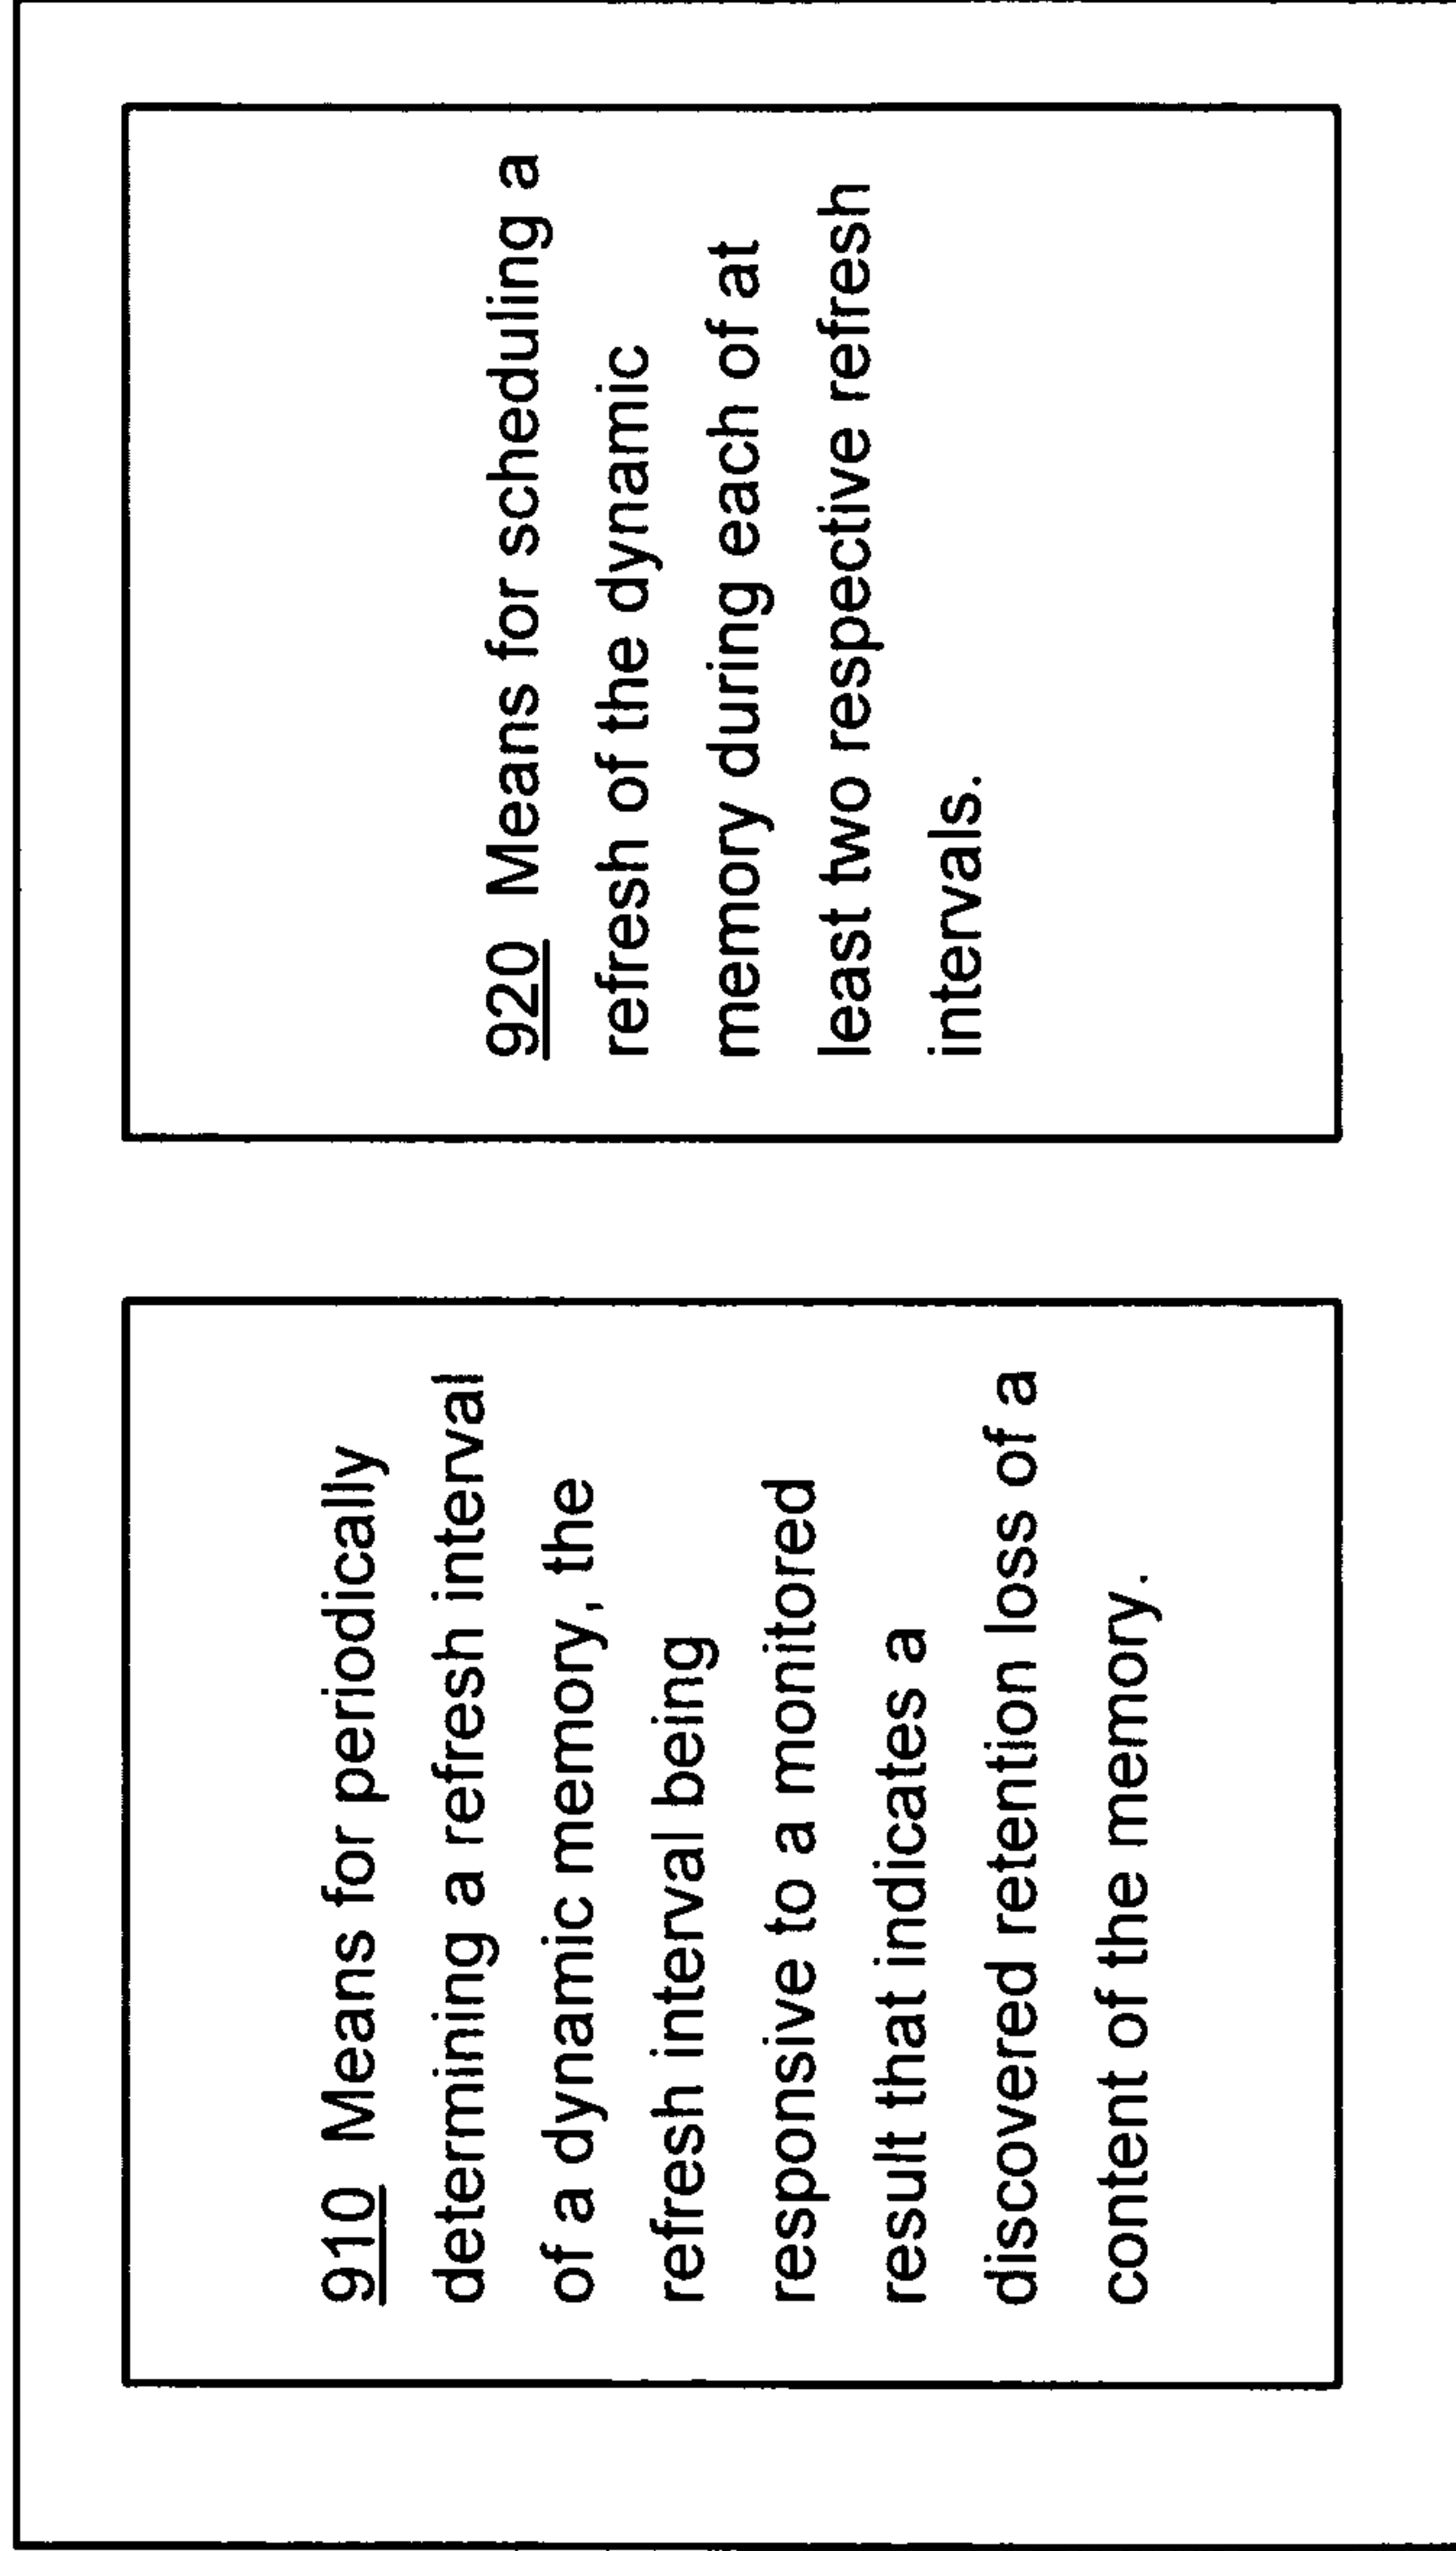 910 Means for periodically
determining a refresh interval
of a dynamic memory, the
refresh interval being
responsive to a monitored
result that indicates a
discovered retention loss of a
content of the memory.
920 Means for scheduling a
refresh of the dynamic
memory during each of at
least two respective refresh
intervals.